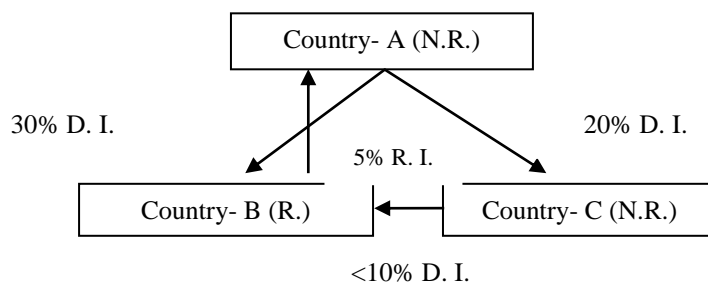 Country- A (N.R.)
30% D. I.
20% D. I.
5% R. I.
Country- B (R.)
Country- C (N.R.)
<10% D. I.